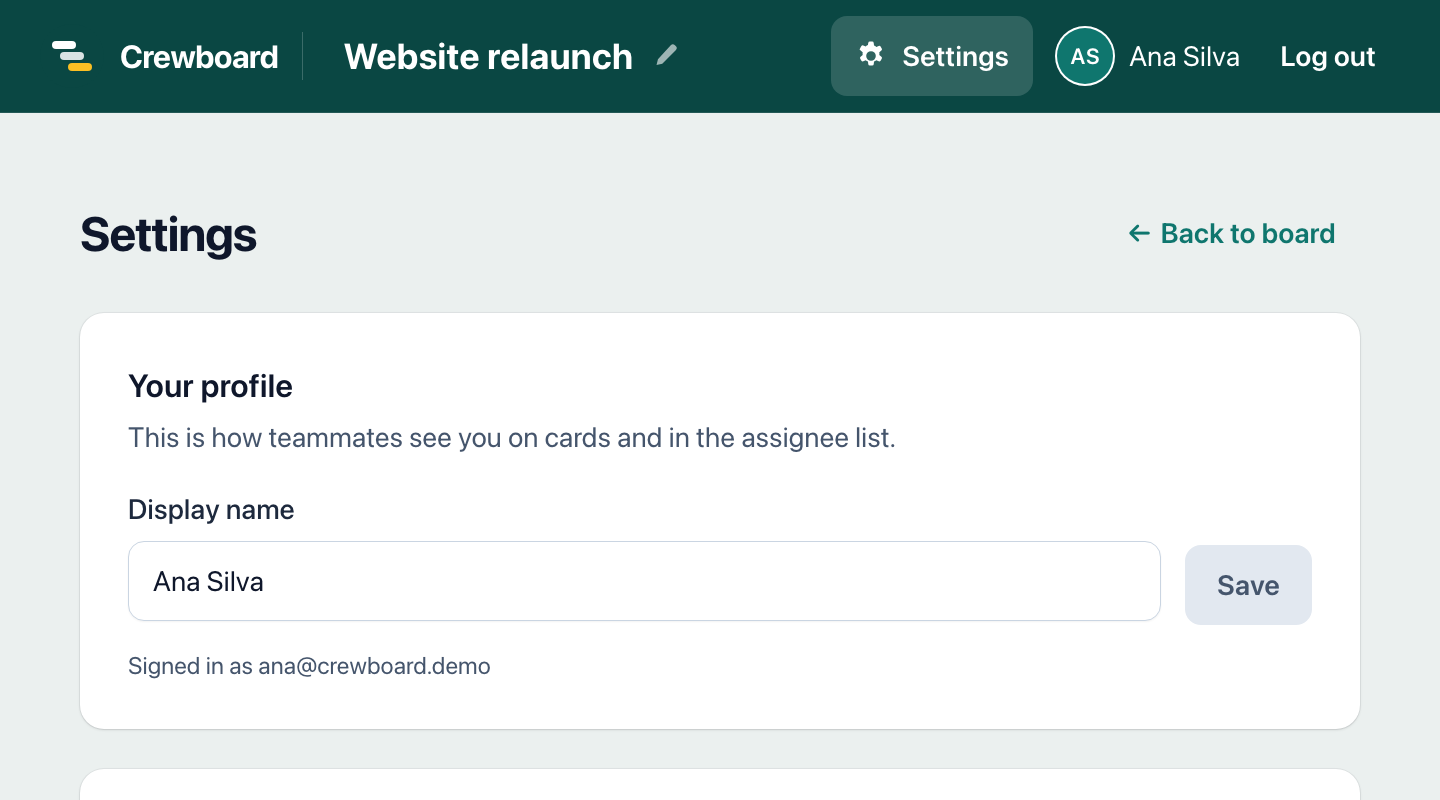 Crewboard
Website relaunch
Settings
AS
Ana Silva
Log out
Settings
← Back to board
Your profile
This is how teammates see you on cards and in the assignee list.
Display name
Ana Silva
Save
Signed in as ana@crewboard.demo